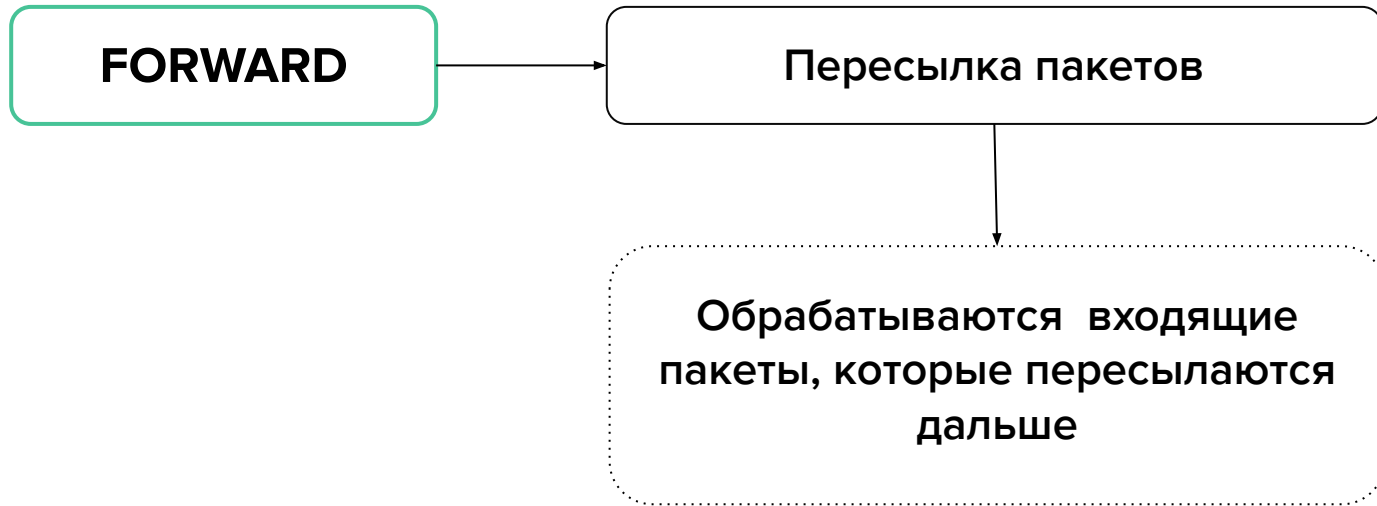 FORWARD
Пересылка пакетов
Обрабатываются входящие
пакеты, которые пересылаются
дальше